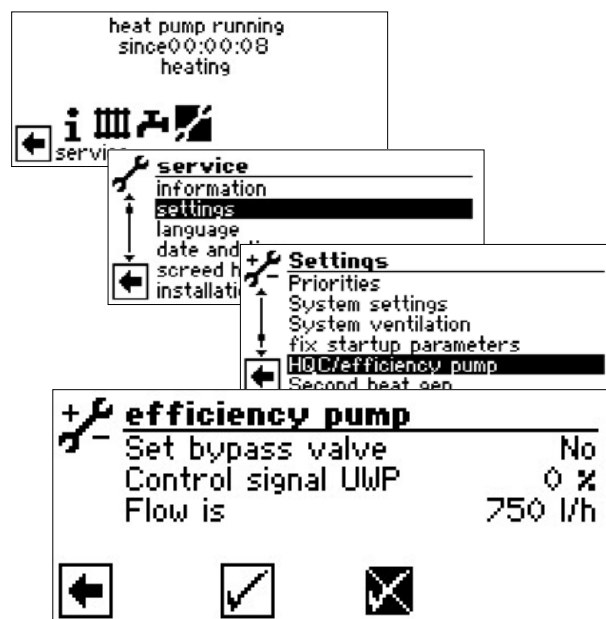 heat pump running
since00:00:08
heating
service
information
settings
language
date and
screed h
installati
Settings
Priorities
System settings
System ventilation
fix startup parameters
HQC/efficiency pump
Second heat gen
efficiency pump
Set bypass valve No
Control signal UWP 0 %
Flow is 750 l/h